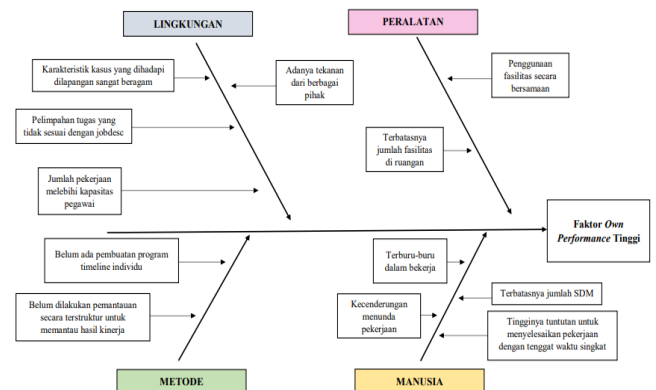 LINGKUNGAN
PERALATAN
Karakteristik kasus yang dihadapi
dilapangan sangat beragam
Adanya tekanan
dari berbagai
pihak
Penggunaan
fasilitas secara
bersamaan
Pelimpahan tugas yang
tidak sesuai dengan jobdesc
Terbatasnya
jumlah fasilitas
di ruangan
Jumlah pekerjaan
melebihi kapasitas
pegawai
Faktor Own
Performance Tinggi
Belum ada pembuatan program
timeline individu
Terburu-buru
dalam bekerja
Belum dilakukan pemantauan
secara terstruktur untuk
memantau hasil kinerja
Kecenderungan
menunda
pekerjaan
Terbatasnya jumlah SDM
Tingginya tuntutan untuk
menyelesaikan pekerjaan
dengan tenggat waktu singkat
METODE
MANUSIA